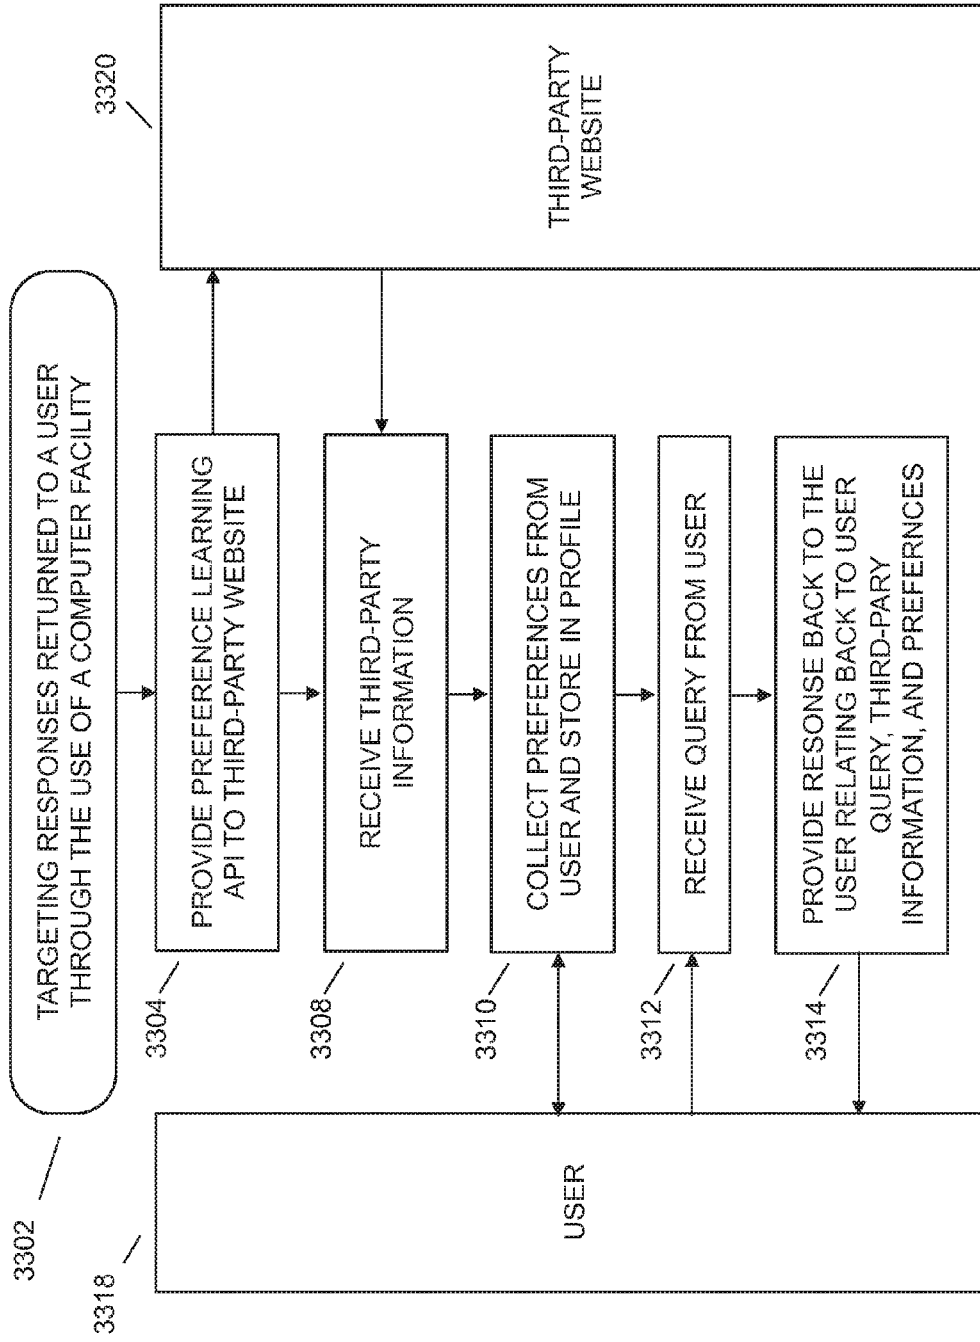 3302
TARGETING RESPONSES RETURNED TO A USER
THROUGH THE USE OF A COMPUTER FACILITY
3318
USER
3304
PROVIDE PREFERENCE LEARNING
API TO THIRD-PARTY WEBSITE
3308
RECEIVE THIRD-PARTY
INFORMATION
3310
COLLECT PREFERENCES FROM
USER AND STORE IN PROFILE
3312
RECEIVE QUERY FROM USER
3314
PROVIDE RESONSE BACK TO THE
USER RELATING BACK TO USER
QUERY, THIRD-PARY
INFORMATION, AND PREFERNCES
3320
THIRD-PARTY
WEBSITE